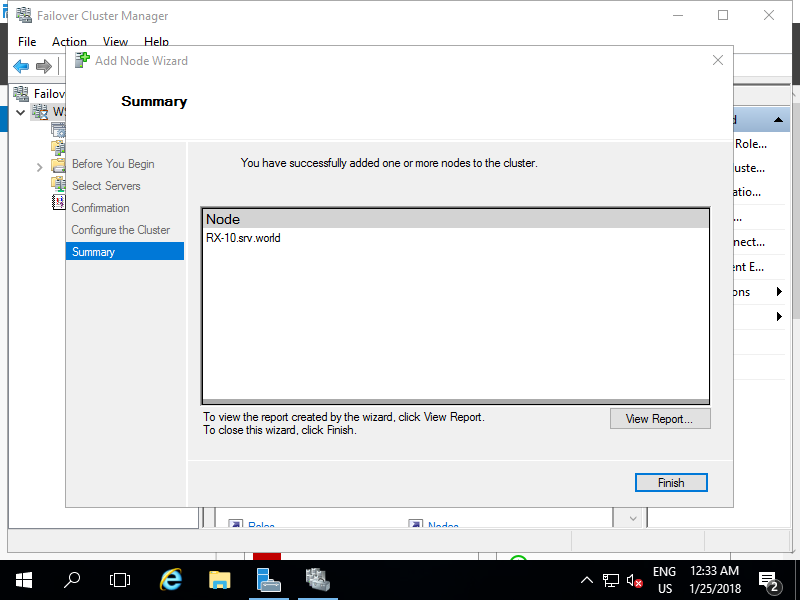 Failover Cluster Manager
File Action View Help
Add Node Wizard
Failov
WS
Summary
Before You Begin
Select Servers
Confirmation
Configure the Cluster
Summary
You have successfully added one or more nodes to the cluster.
Node
RX-10.srv.world
To view the report created by the wizard, click View Report.
To close this wizard, click Finish.
View Report...
Finish
Role...
uste...
atio...
...
nect...
ent E...
ons
Roles
Nodes
ENG
US
12:33 AM
1/25/2018
2